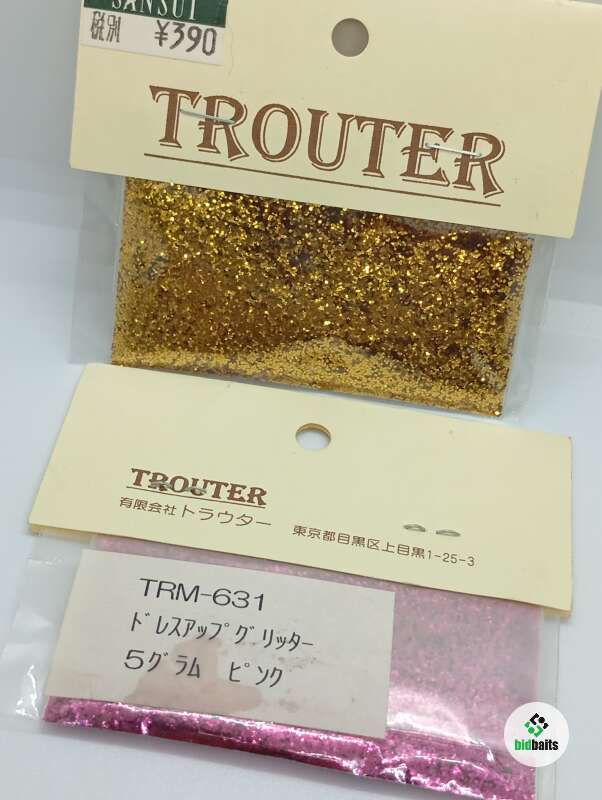 SANSUI
税別 ¥390
TROUTER
TROUTER
有限会社トラウター 東京都目黒区上目黒1-25-3
TRM-631
ﾄﾞﾚｽｱｯﾌﾟｸﾞﾘｯﾀｰ
5ｸﾞﾗﾑ ﾋﾟﾝｸ
bidbaits